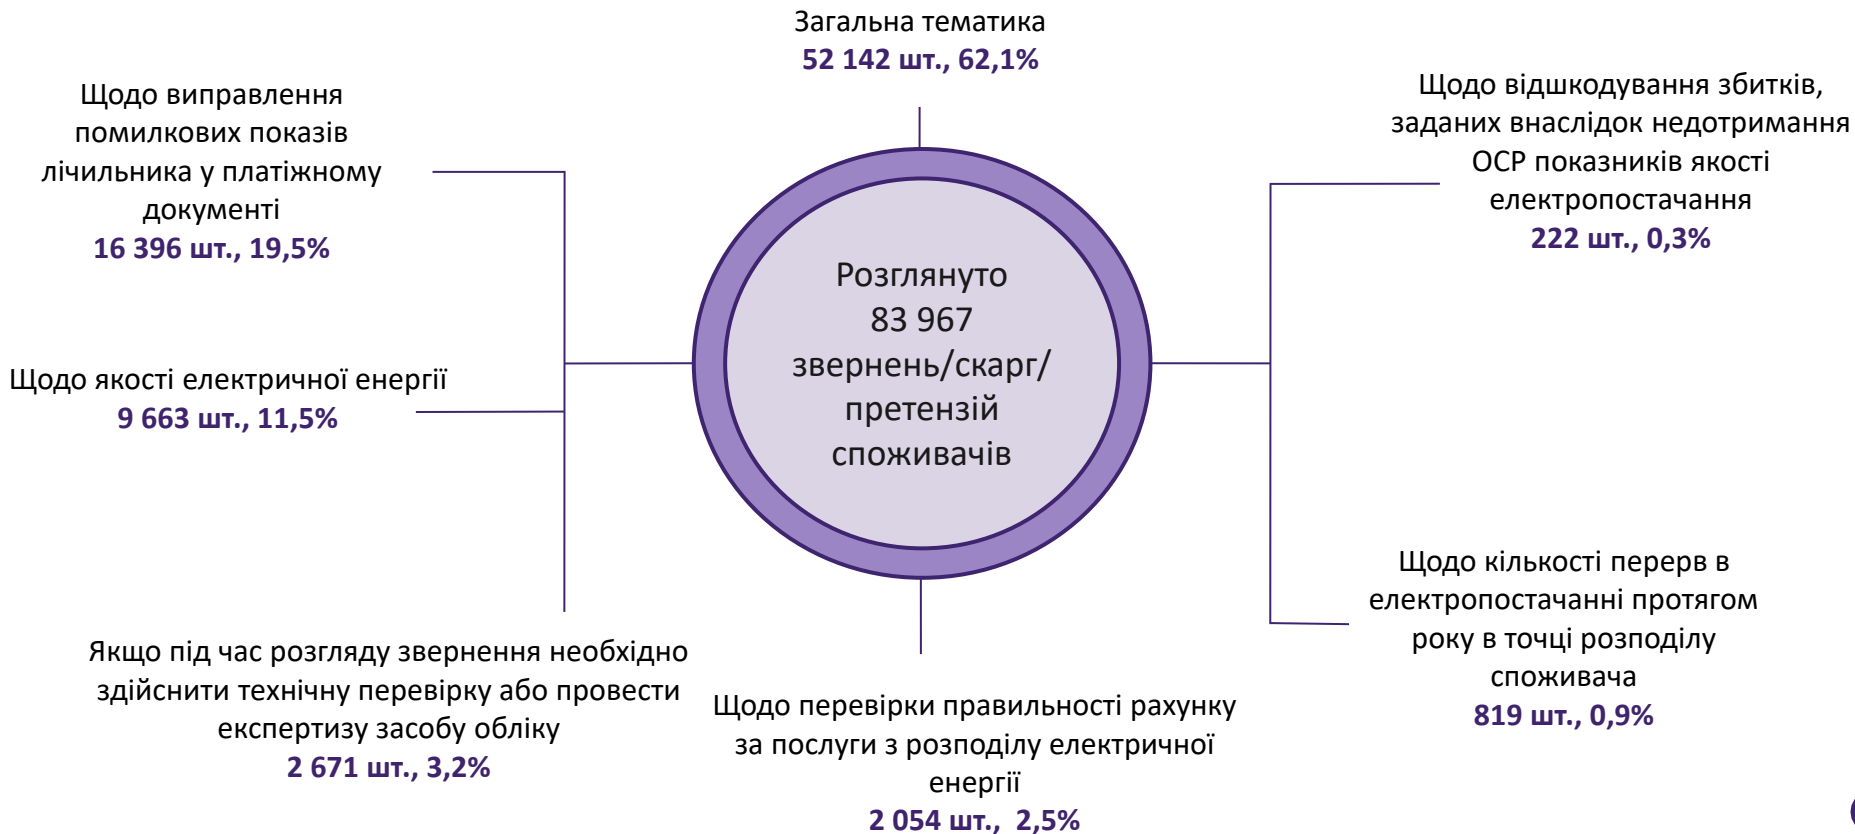 Загальна тематика
52 142 шт., 62,1%
Щодо виправлення
помилкових показів
лічильника у платіжному
документі
16 396 шт., 19,5%
Щодо відшкодування збитків,
заданих внаслідок недотримання
ОСР показників якості
електропостачання
222 шт., 0,3%
Розглянуто
83 967
звернень/скарг/
претензій
споживачів
Щодо якості електричної енергії
9 663 шт., 11,5%
Щодо кількості перерв в
електропостачанні протягом
року в точці розподілу
споживача
819 шт., 0,9%
Якщо під час розгляду звернення необхідно
здійснити технічну перевірку або провести
експертизу засобу обліку
2 671 шт., 3,2%
Щодо перевірки правильності рахунку
за послуги з розподілу електричної
енергії
2 054 шт., 2,5%